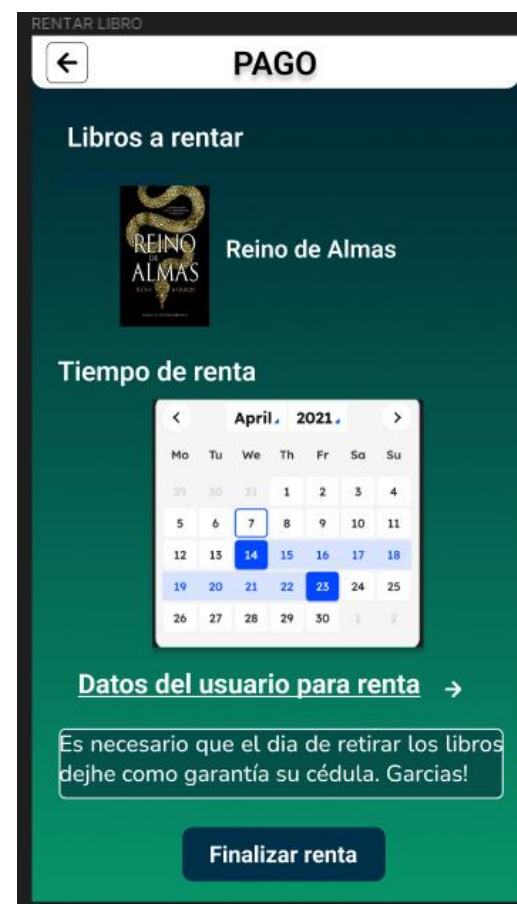 RENTAR LIBRO
PAGO
Libros a rentar
REINO
DE
ALMAS
Reino de Almas
Tiempo de renta
April 2021
Mo Tu We Th Fr Sa Su
29 30 31 1 2 3 4
5 6 7 8 9 10 11
12 13 14 15 16 17 18
19 20 21 22 23 24 25
26 27 28 29 30 1 2
Datos del usuario para renta
Es necesario que el dia de retirar los libros
dejhe como garantía su cédula. Garcias!
Finalizar renta